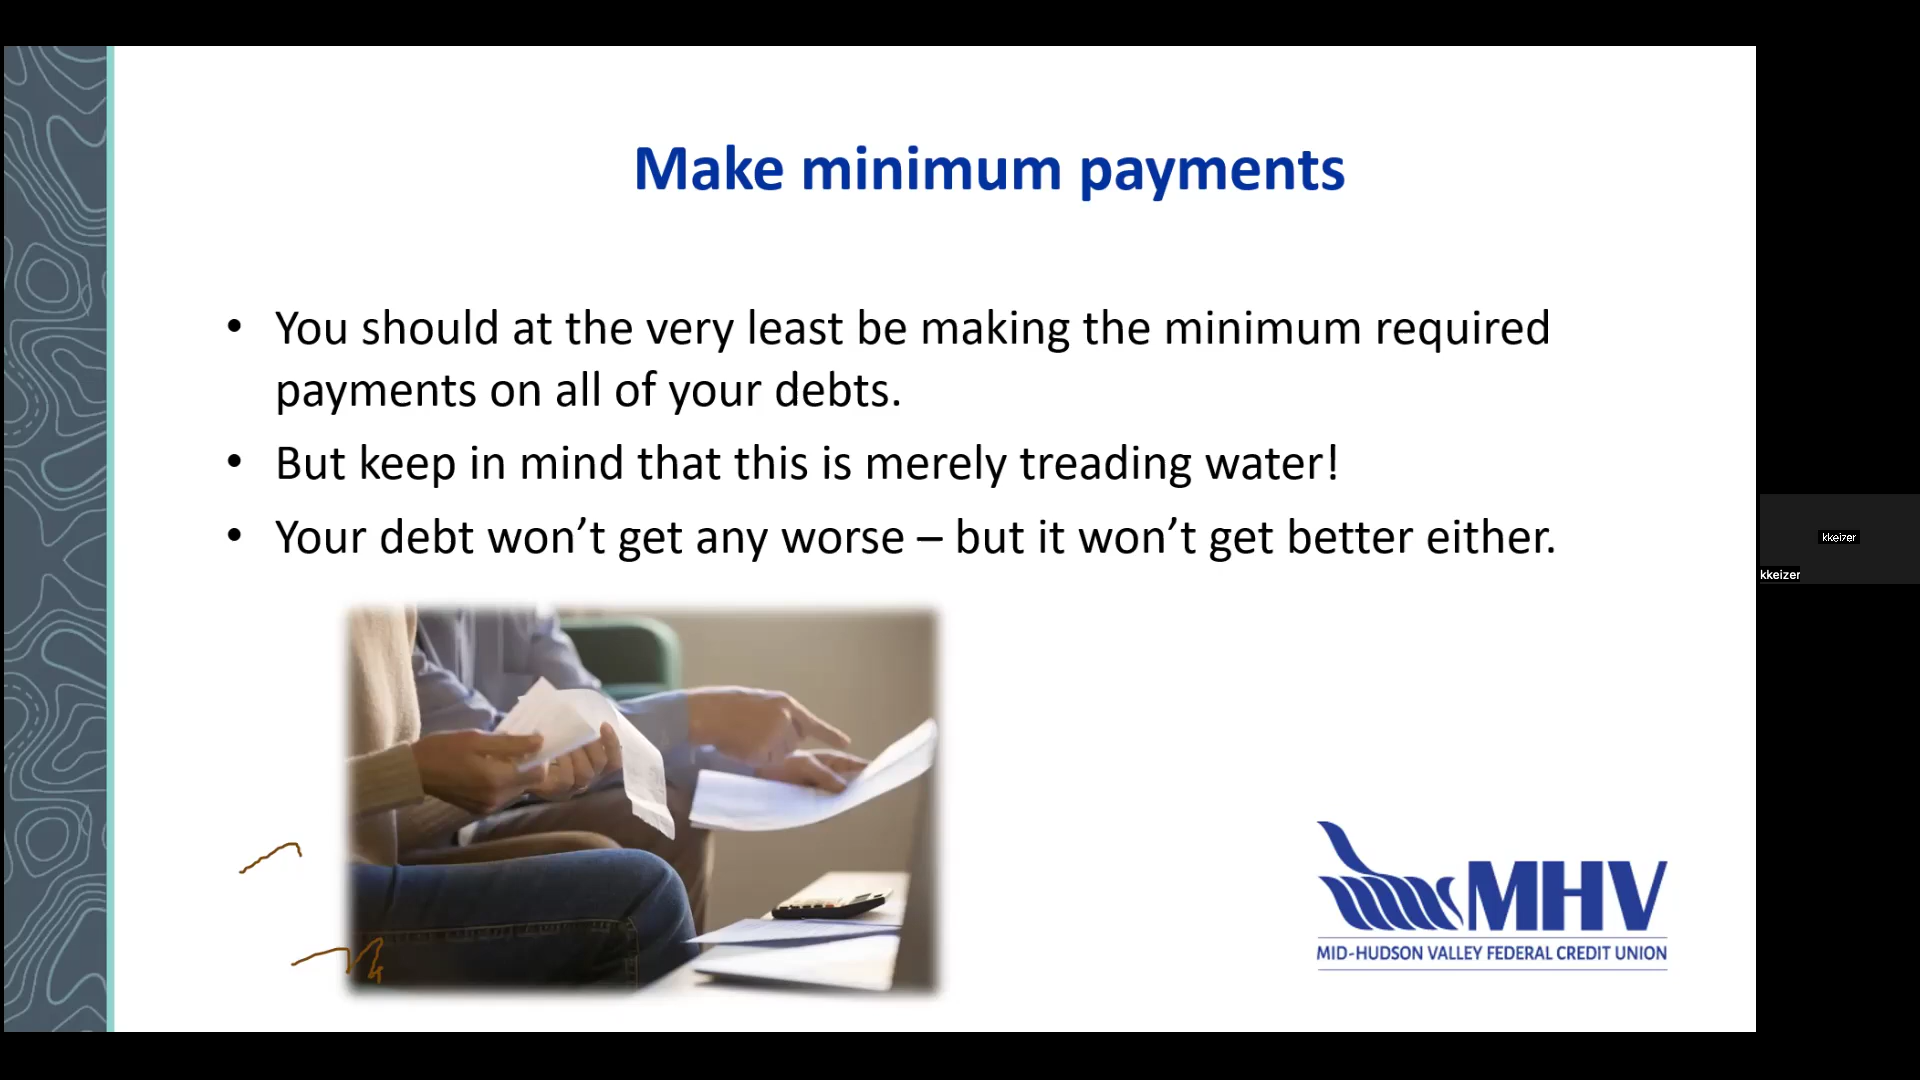 Make minimum payments
• You should at the very least be making the minimum required
payments on all of your debts.
• But keep in mind that this is merely treading water!
• Your debt won’t get any worse – but it won’t get better either.
kkeizer
kkeizer
MHV
MID-HUDSON VALLEY FEDERAL CREDIT UNION